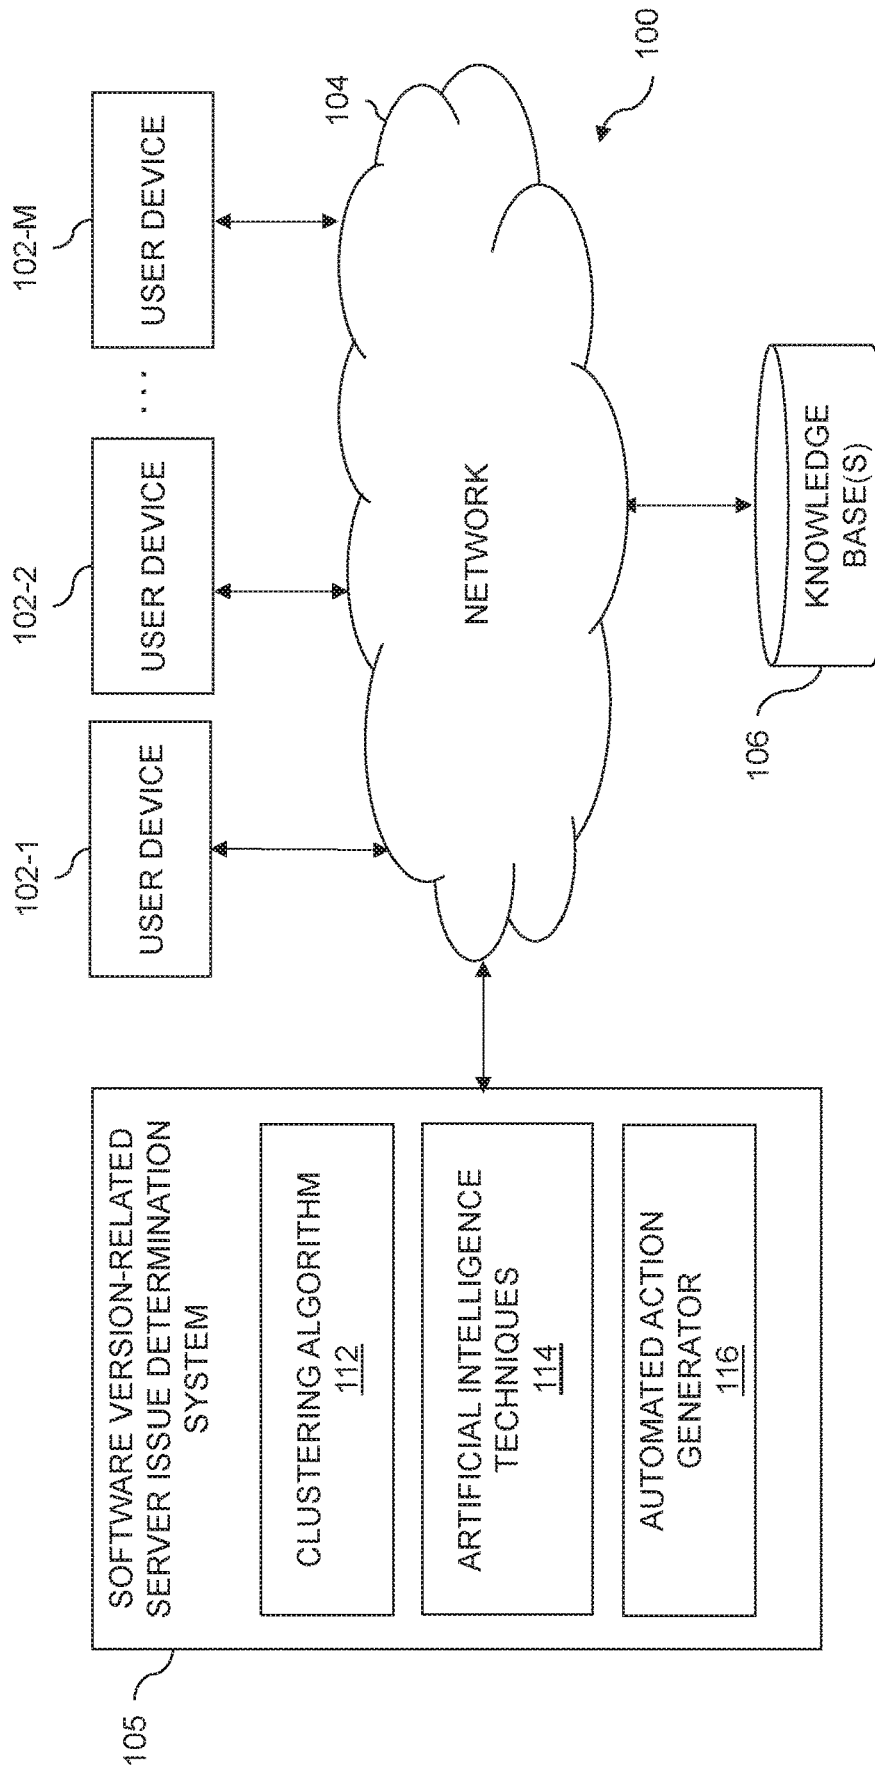 102-1
USER DEVICE
102-2
USER DEVICE
. . .
102-M
USER DEVICE
105
SOFTWARE VERSION-RELATED
SERVER ISSUE DETERMINATION
SYSTEM
CLUSTERING ALGORITHM
112
ARTIFICIAL INTELLIGENCE
TECHNIQUES
114
AUTOMATED ACTION
GENERATOR
116
104
NETWORK
100
106
KNOWLEDGE
BASE(S)